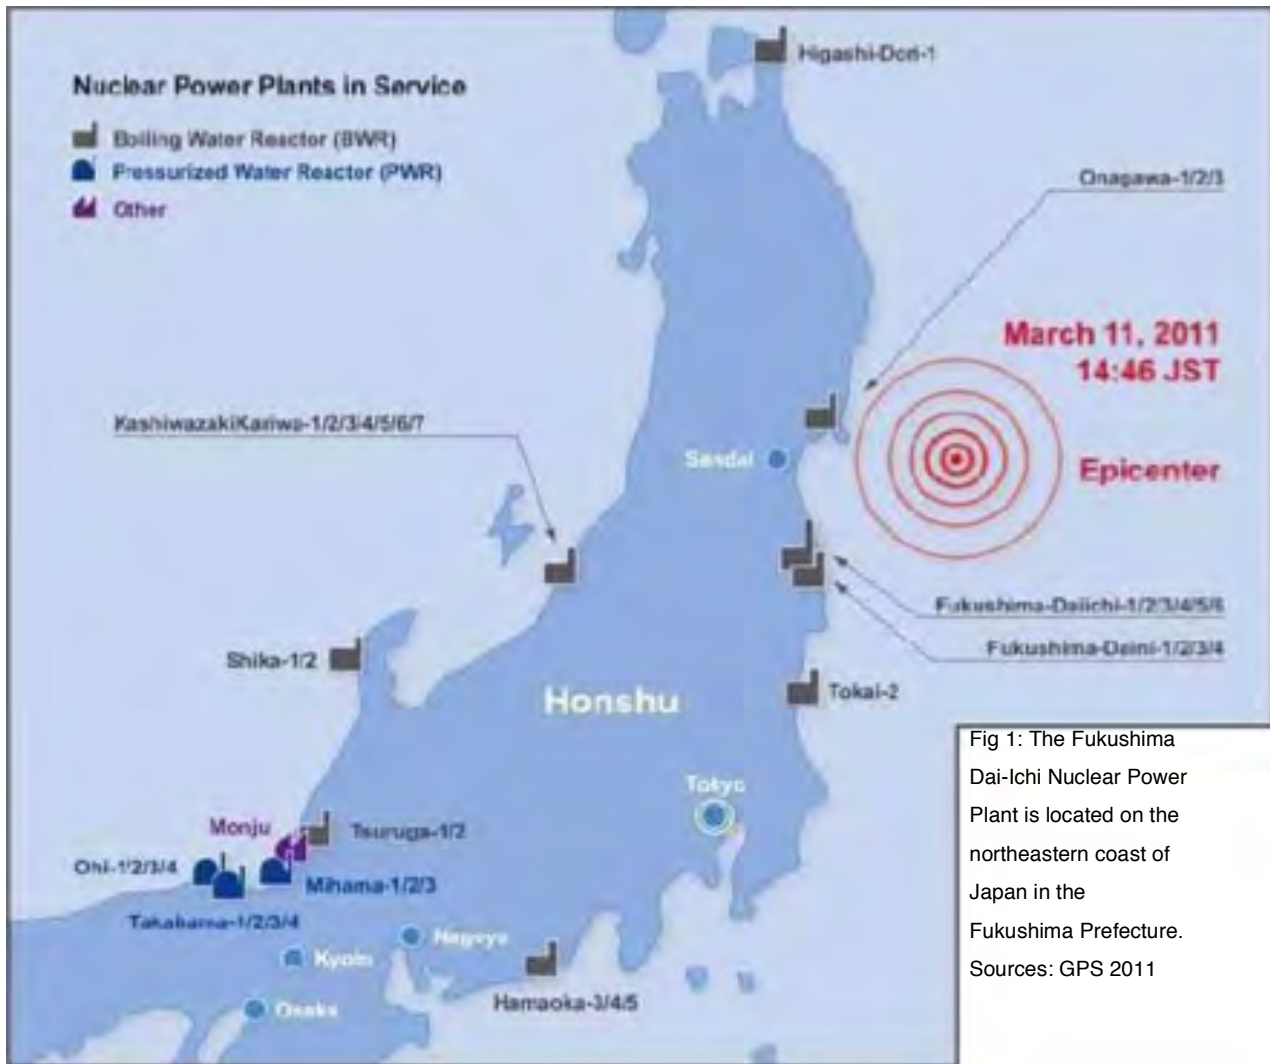 Higashi-Dori-1
Nuclear Power Plants in Service
Boiling Water Reactor (BWR)
Pressurized Water Reactor (PWR)
Other
Onagawa-1/2/3
March 11, 2011
14:46 JST
KashiwazakiKariwa-1/2/3/4/5/6/7
Sendai
Epicenter
Fukushima-Daiichi-1/2/3/4/5/6
Fukushima-Daini-1/2/3/4
Shika-1/2
Honshu
Tokai-2
Fig 1: The Fukushima
Dai-Ichi Nuclear Power
Plant is located on the
northeastern coast of
Japan in the
Fukushima Prefecture.
Sources: GPS 2011
Tokyo
Monju
Tsuruga-1/2
Ohi-1/2/3/4
Mihama-1/2/3
Takahama-1/2/3/4
Nagoya
Kyoto
Hamaoka-3/4/5
Osaka